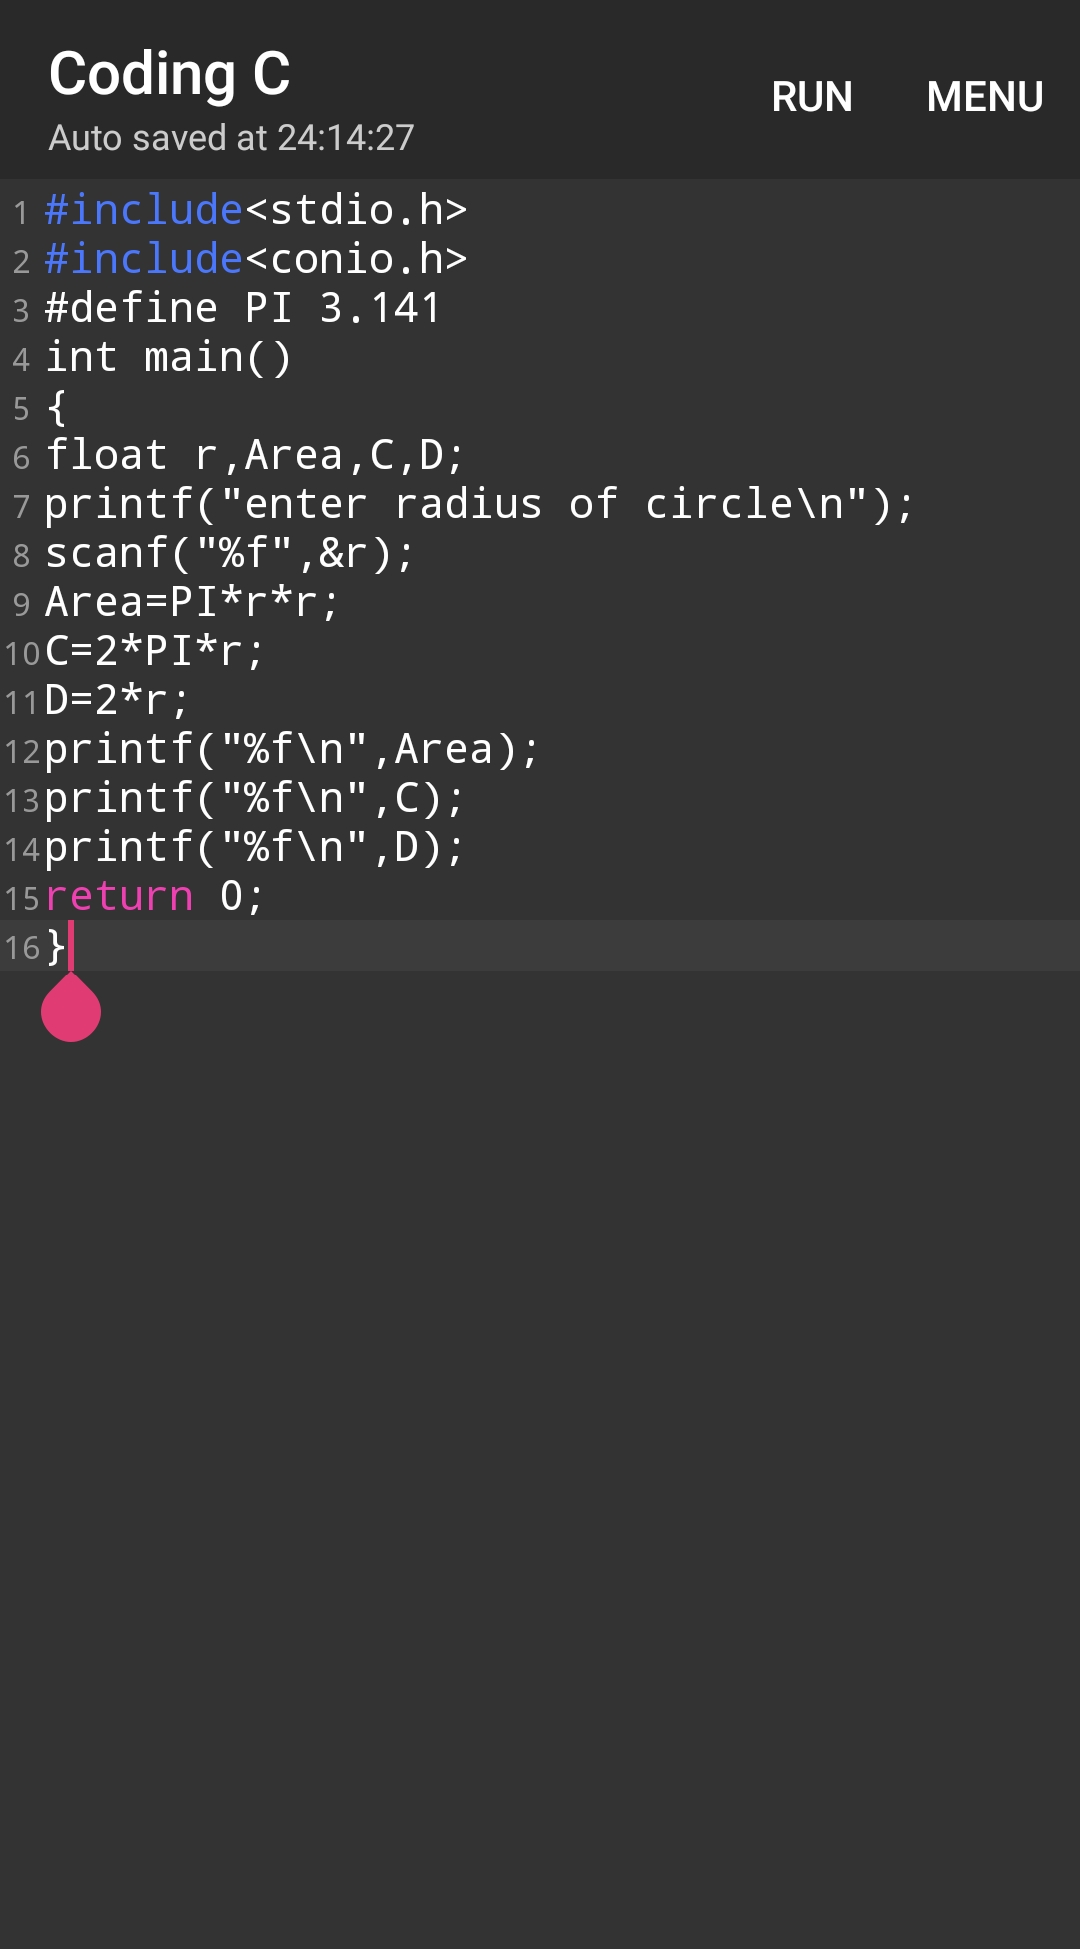 Coding C
Auto saved at 24:14:27
RUN MENU
1 #include<stdio.h>
2 #include<conio.h>
3 #define PI 3.141
4 int main()
5 {
6 float r,Area,C,D;
7 printf("enter radius of circle\n");
8 scanf("%f",&r);
9 Area=PI*r*r;
10 C=2*PI*r;
11 D=2*r;
12 printf("%f\n",Area);
13 printf("%f\n",C);
14 printf("%f\n",D);
15 return 0;
16 }